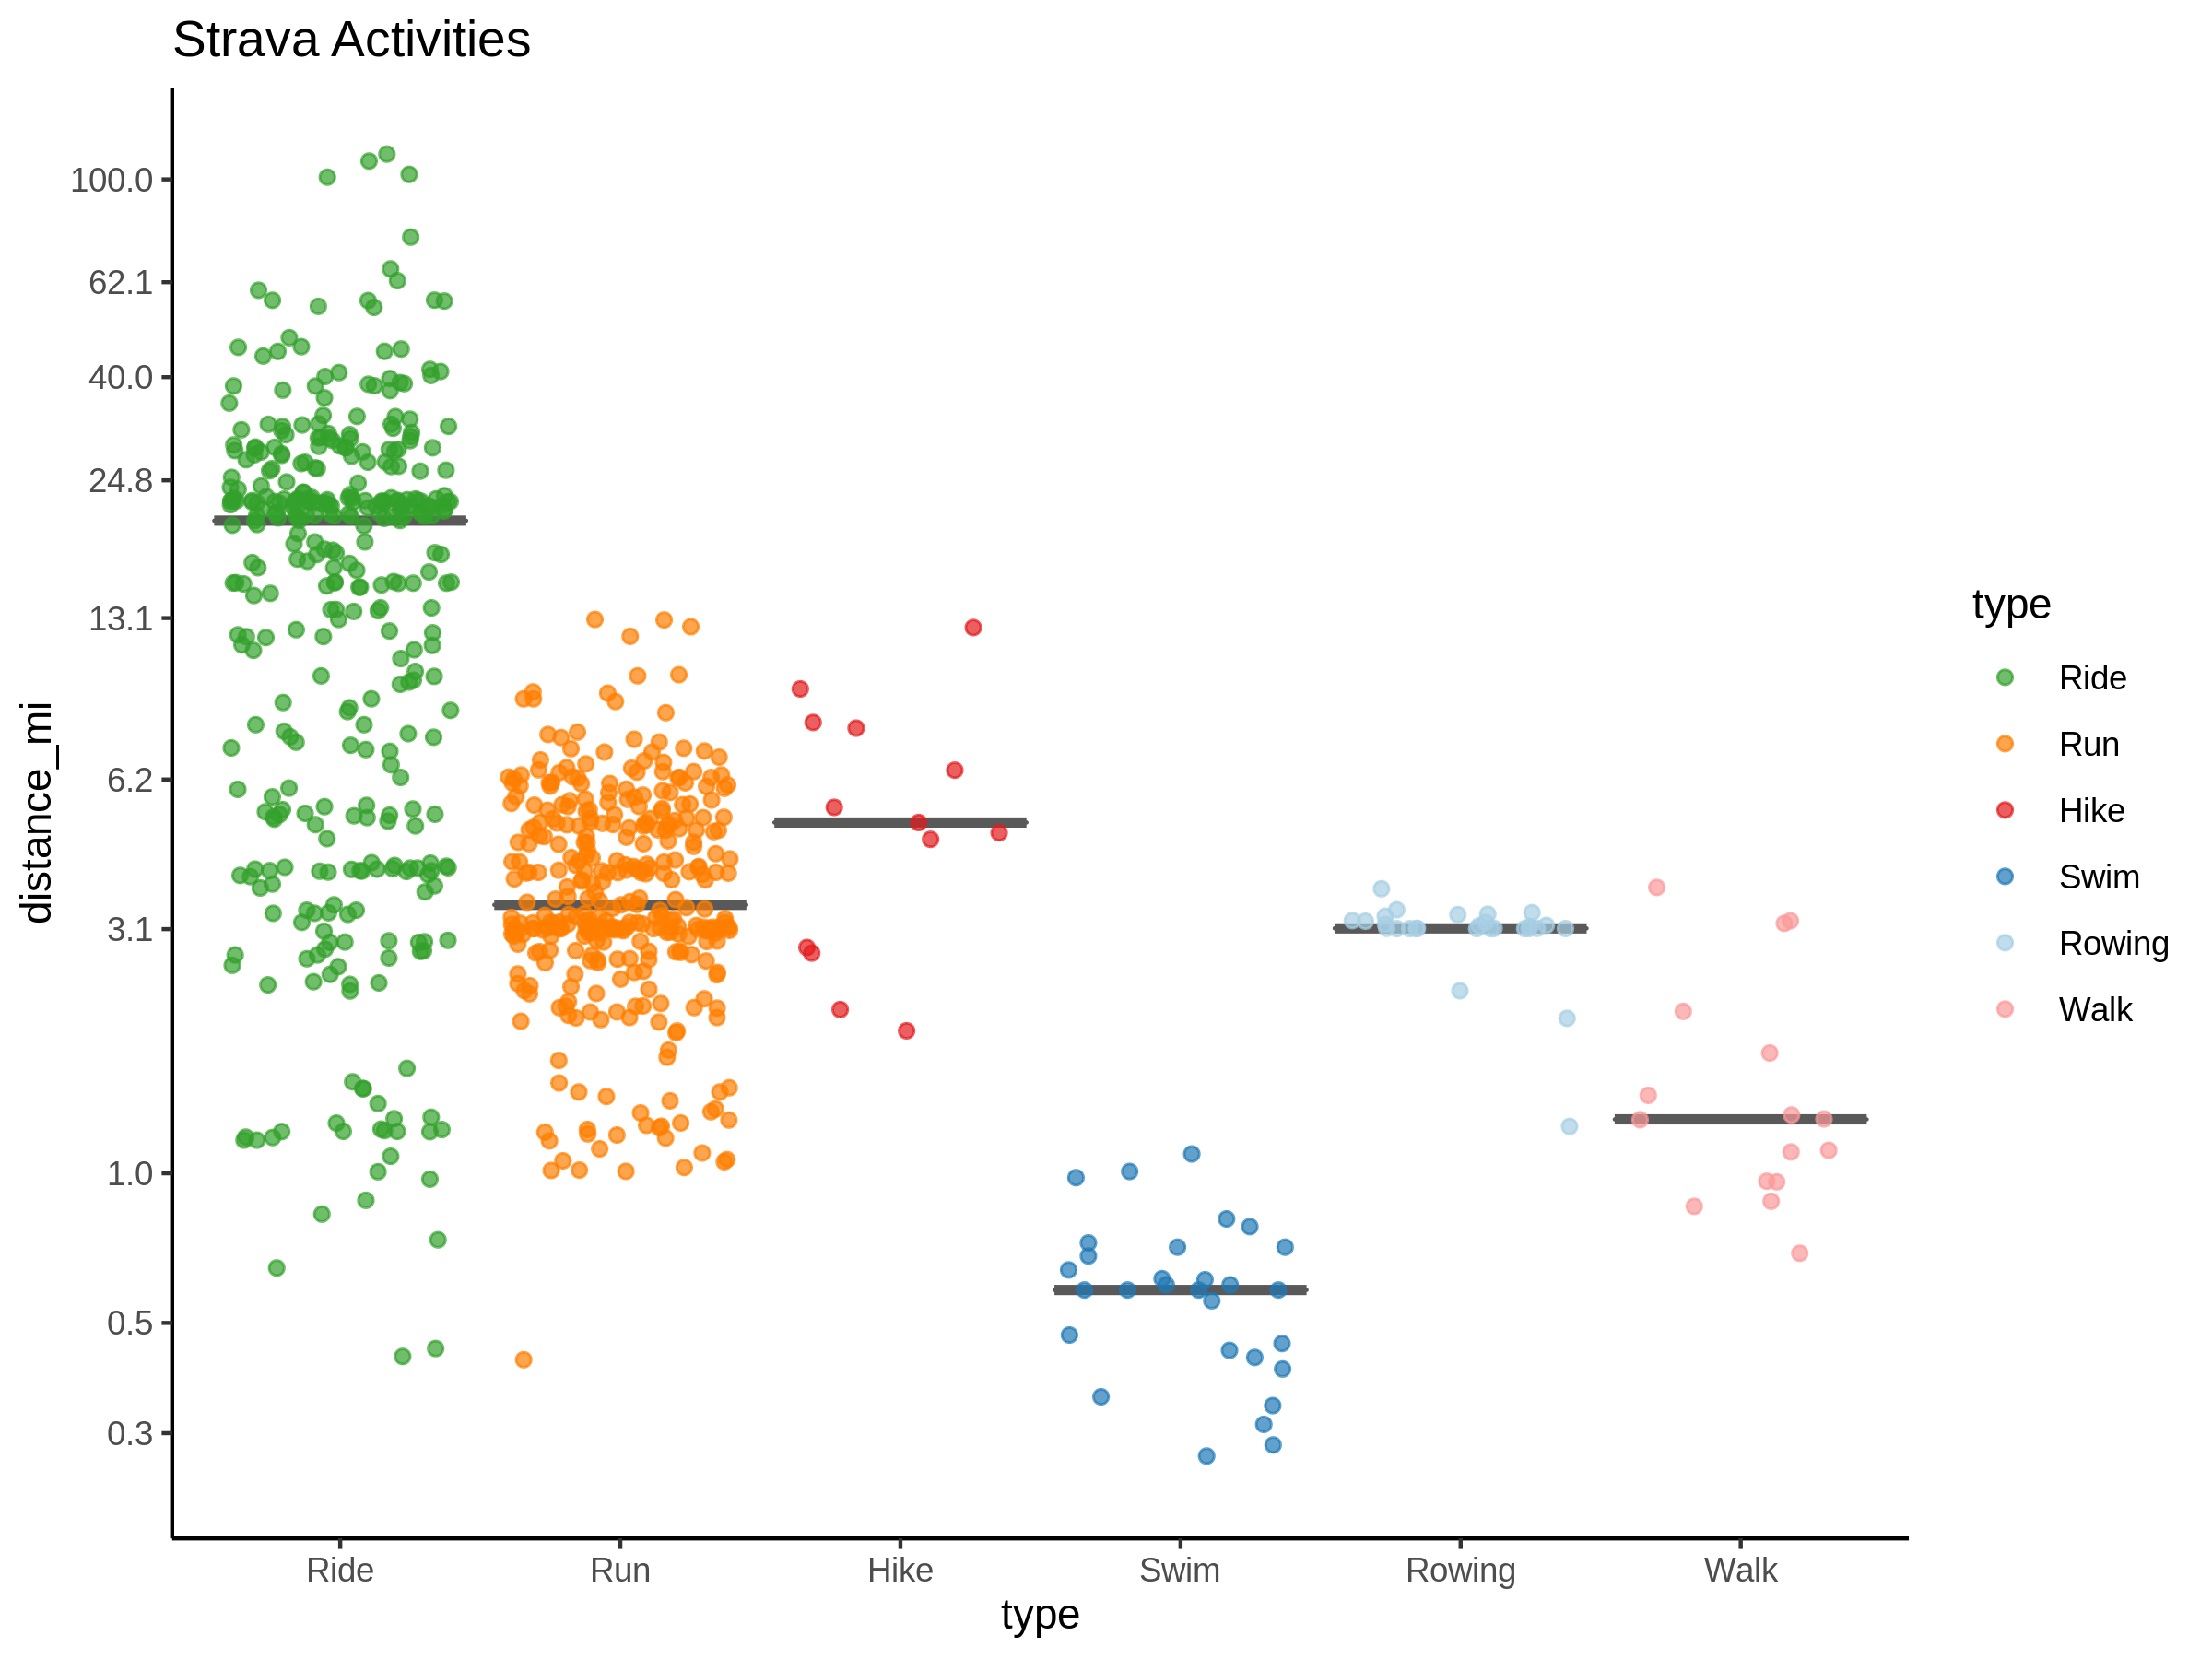 Strava Activities
distance_mi
100.0
62.1
40.0
24.8
13.1
6.2
3.1
1.0
0.5
0.3
Ride Run Hike Swim Rowing Walk
type
type
Ride
Run
Hike
Swim
Rowing
Walk